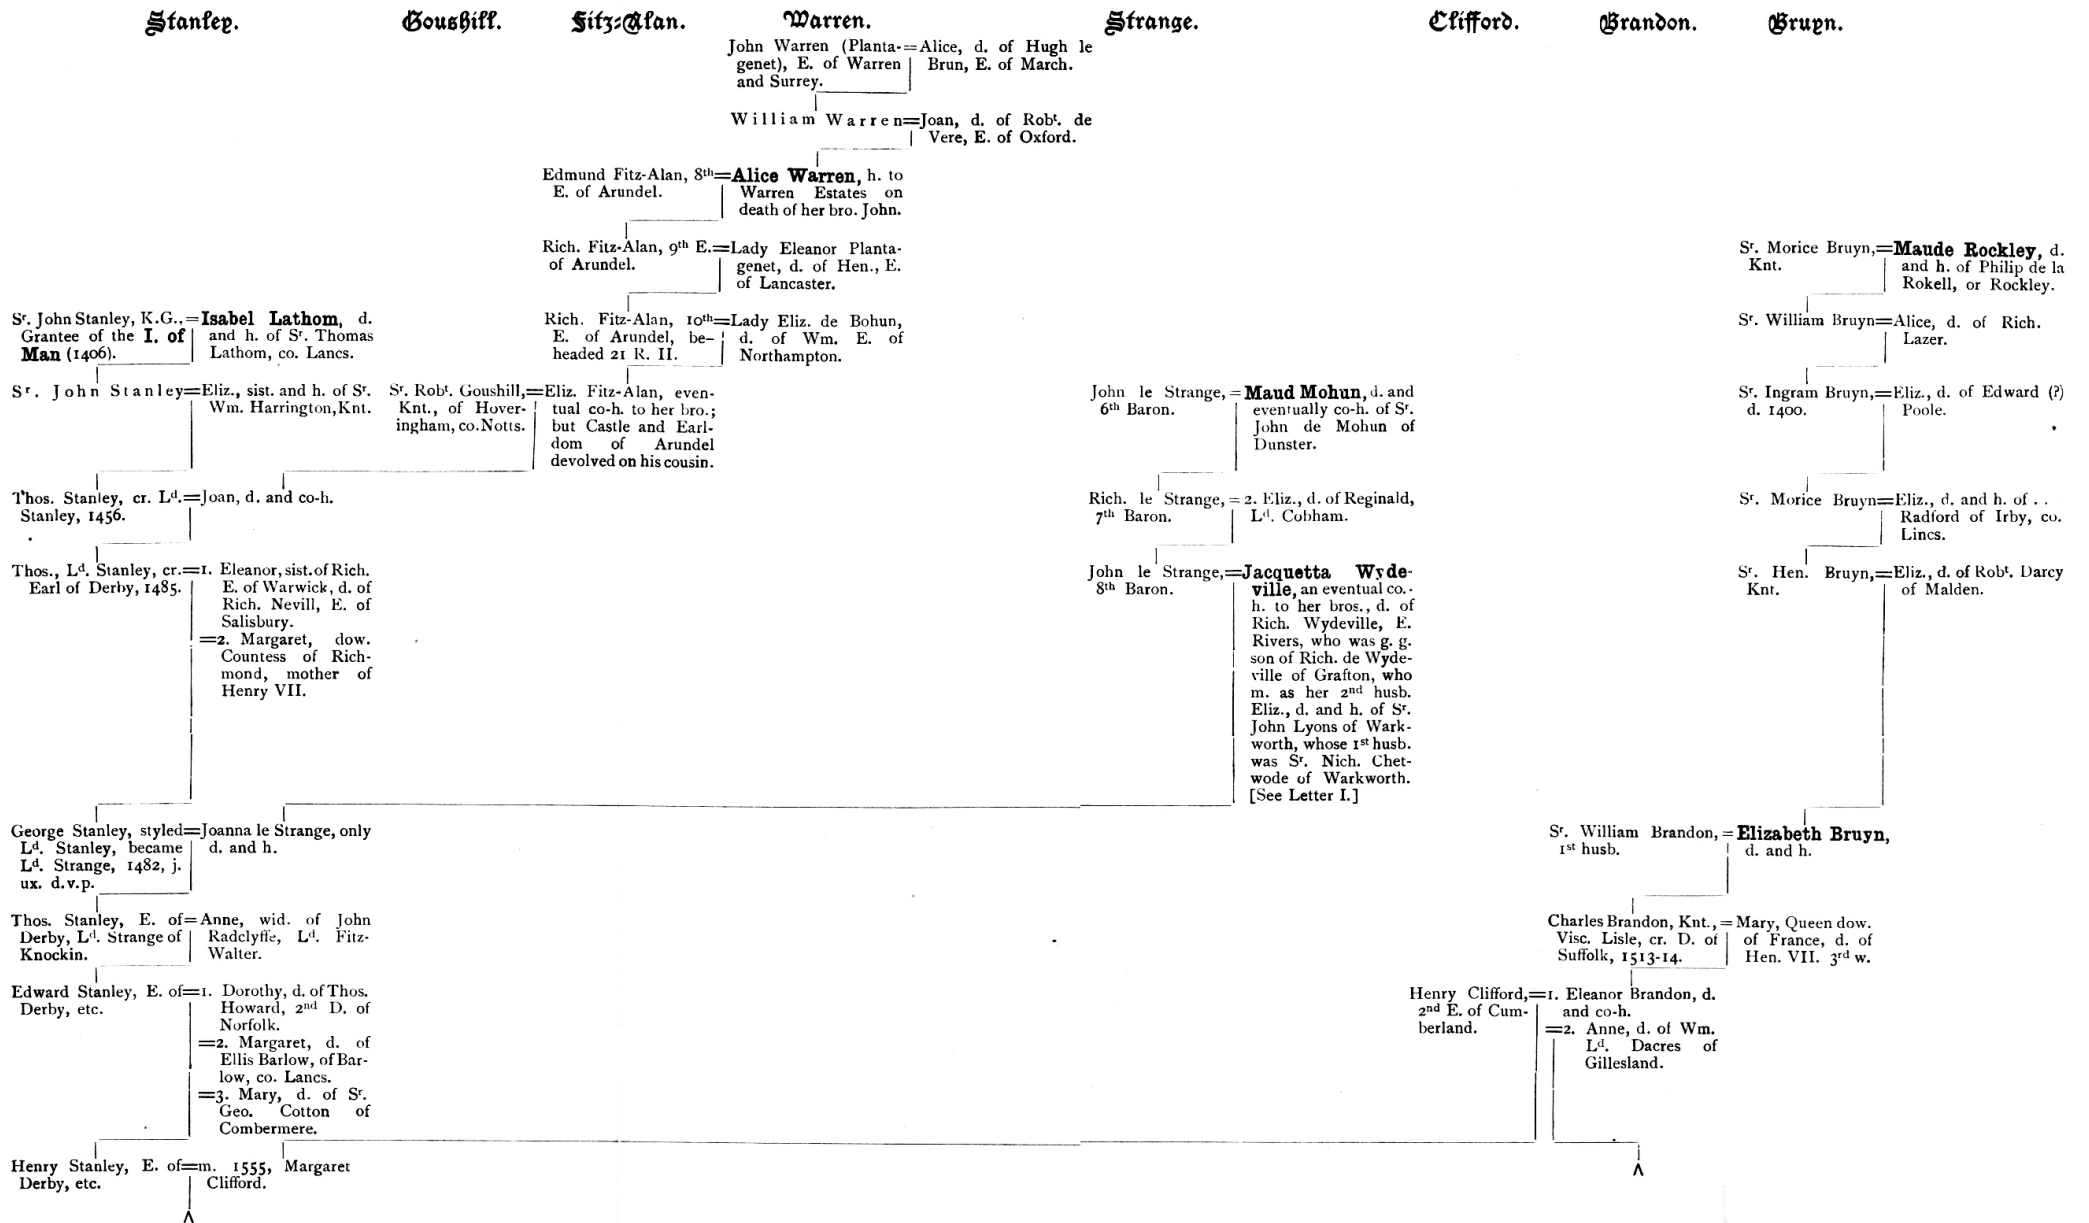 Stanley.
Goushill.
Fitz-Alan.
Warren.
Strange.
Clifford.
Brandon.
Bruyn.
John Warren (Planta-=Alice, d. of Hugh le
genet), E. of Warren Brun, E. of March.
and Surrey.
William Warren=Joan, d. of Robt. de
Vere, E. of Oxford.
Edmund Fitz-Alan, 8th=Alice Warren, h. to
E. of Arundel. Warren Estates on
death of her bro. John.
Rich. Fitz-Alan, 9th E.=Lady Eleanor Planta-
of Arundel. genet, d. of Hen., E.
of Lancaster.
Rich. Fitz-Alan, 10th=Lady Eliz. de Bohun,
E. of Arundel, be- d. of Wm. E. of
headed 21 R. II. Northampton.
Sr. John Stanley, K.G.,=Isabel Lathom, d.
Grantee of the I. of and h. of Sr. Thomas
Man (1406). Lathom, co. Lancs.
Sr. John Stanley=Eliz., sist. and h. of Sr.
Wm. Harrington, Knt.
Sr. Robt. Goushill,=Eliz. Fitz-Alan, even-
Knt., of Hover- tual co-h. to her bro.;
ingham, co. Notts. but Castle and Earl-
dom of Arundel
devolved on his cousin.
Thos. Stanley, cr. Ld.=Joan, d. and co-h.
Stanley, 1456.
Thos., Ld. Stanley, cr.=1. Eleanor, sist. of Rich.
Earl of Derby, 1485. E. of Warwick, d. of
Rich. Nevill, E. of
Salisbury.
=2. Margaret, dow.
Countess of Rich-
mond, mother of
Henry VII.
John le Strange,=Maud Mohun, d. and
6th Baron. eventually co-h. of Sr.
John de Mohun of
Dunster.
Rich. le Strange,=2. Eliz., d. of Reginald,
7th Baron. Ld. Cobham.
John le Strange,=Jacquetta Wyde-
8th Baron. ville, an eventual co.-
h. to her bros., d. of
Rich. Wydeville, E.
Rivers, who was g. g.
son of Rich. de Wyde-
ville of Grafton, who
m. as her 2nd husb.
Eliz., d. and h. of Sr.
John Lyons of Wark-
worth, whose 1st husb.
was Sr. Nich. Chet-
wode of Warkworth.
[See Letter I.]
Sr. Morice Bruyn,=Maude Rockley, d.
Knt. and h. of Philip de la
Rokell, or Rockley.
Sr. William Bruyn=Alice, d. of Rich.
Lazer.
Sr. Ingram Bruyn,=Eliz., d. of Edward (?)
d. 1400. Poole.
Sr. Morice Bruyn=Eliz., d. and h. of . .
Radford of Irby, co.
Lincs.
Sr. Hen. Bruyn,=Eliz., d. of Robt. Darcy
Knt. of Malden.
George Stanley, styled=Joanna le Strange, only
Ld. Stanley, became d. and h.
Ld. Strange, 1482, j.
ux. d.v.p.
Sr. William Brandon,=Elizabeth Bruyn,
1st husb. d. and h.
Thos. Stanley, E. of=Anne, wid. of John
Derby, Ld. Strange of Radclyffe, Ld. Fitz-
Knockin. Walter.
Charles Brandon, Knt.,=Mary, Queen dow.
Visc. Lisle, cr. D. of of France, d. of
Suffolk, 1513-14. Hen. VII. 3rd w.
Edward Stanley, E. of=1. Dorothy, d. of Thos.
Derby, etc. Howard, 2nd D. of
Norfolk.
=2. Margaret, d. of
Ellis Barlow, of Bar-
low, co. Lancs.
=3. Mary, d. of Sr.
Geo. Cotton of
Combermere.
Henry Clifford,=1. Eleanor Brandon, d.
2nd E. of Cum- and co-h.
berland. =2. Anne, d. of Wm.
Ld. Dacres of
Gillesland.
Henry Stanley, E. of=m. 1555, Margaret
Derby, etc. Clifford.